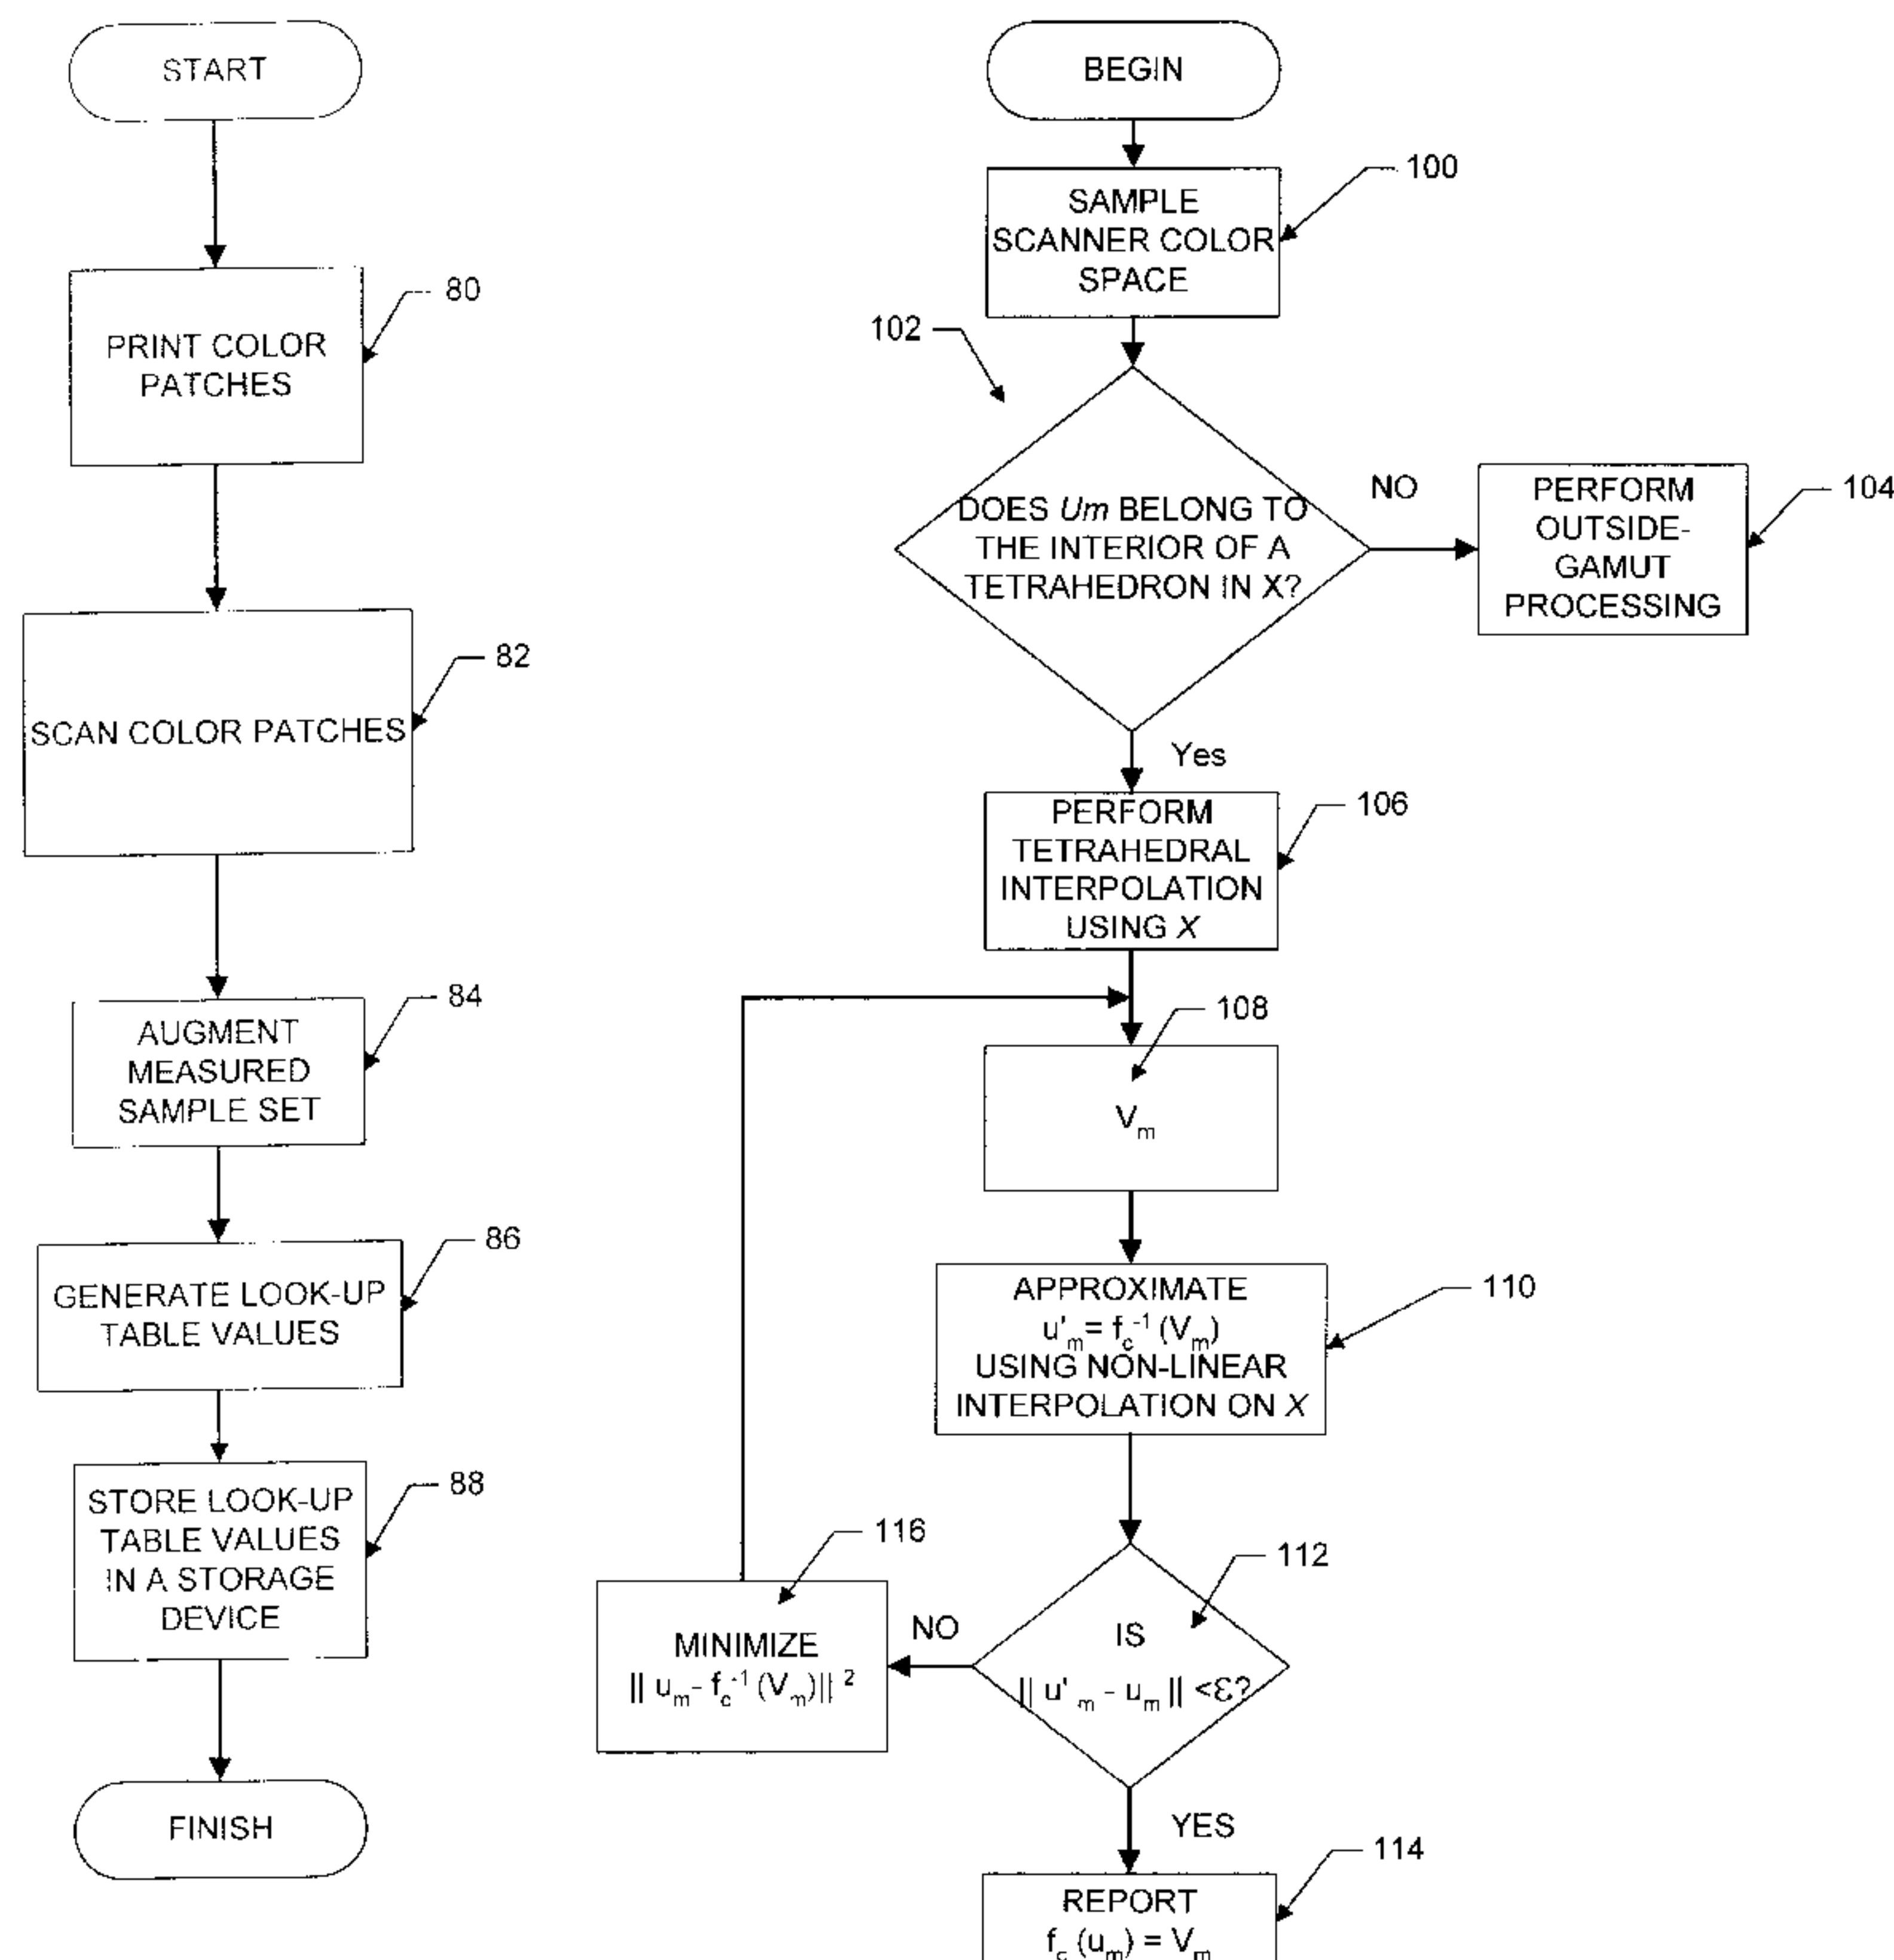 START
80
PRINT COLOR
PATCHES
82
SCAN COLOR PATCHES
84
AUGMENT
MEASURED
SAMPLE SET
86
GENERATE LOOK-UP
TABLE VALUES
88
STORE LOOK-UP
TABLE VALUES
IN A STORAGE
DEVICE
FINISH
BEGIN
100
SAMPLE
SCANNER COLOR
SPACE
102
DOES Um BELONG TO
THE INTERIOR OF A
TETRAHEDRON IN X?
NO
104
PERFORM
OUTSIDE-
GAMUT
PROCESSING
Yes
106
PERFORM
TETRAHEDRAL
INTERPOLATION
USING X
108
Vm
110
APPROXIMATE
u'm = fc-1 (Vm)
USING NON-LINEAR
INTERPOLATION ON X
112
IS
|| u'm - um || <ε?
NO
116
MINIMIZE
|| um- fc-1 (Vm)|| 2
YES
114
REPORT
fc (um) = Vm